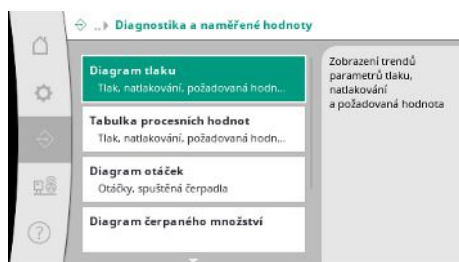 ..▸ Diagnostika a naměřené hodnoty
Diagram tlaku
Tlak, natlakování, požadovaná hodn...
Tabulka procesních hodnot
Tlak, natlakování, požadovaná hodn...
Diagram otáček
Otáčky, spuštěná čerpadla
Diagram čerpaného množství
Zobrazení trendů
parametrů tlaku,
natlakování
a požadovaná hodnota